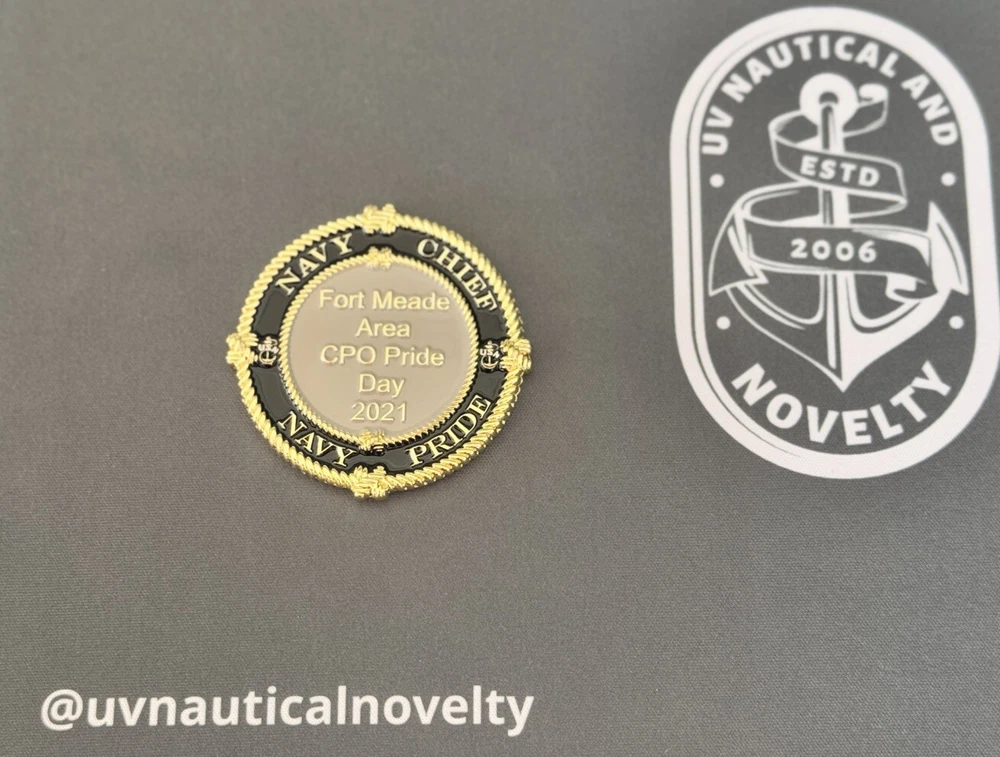 NAVY CHIEF
Fort Meade
Area
CPO Pride
Day
2021
NAVY PRIDE
UV NAUTICAL AND
ESTD
2006
NOVELTY
@uvnauticalnovelty